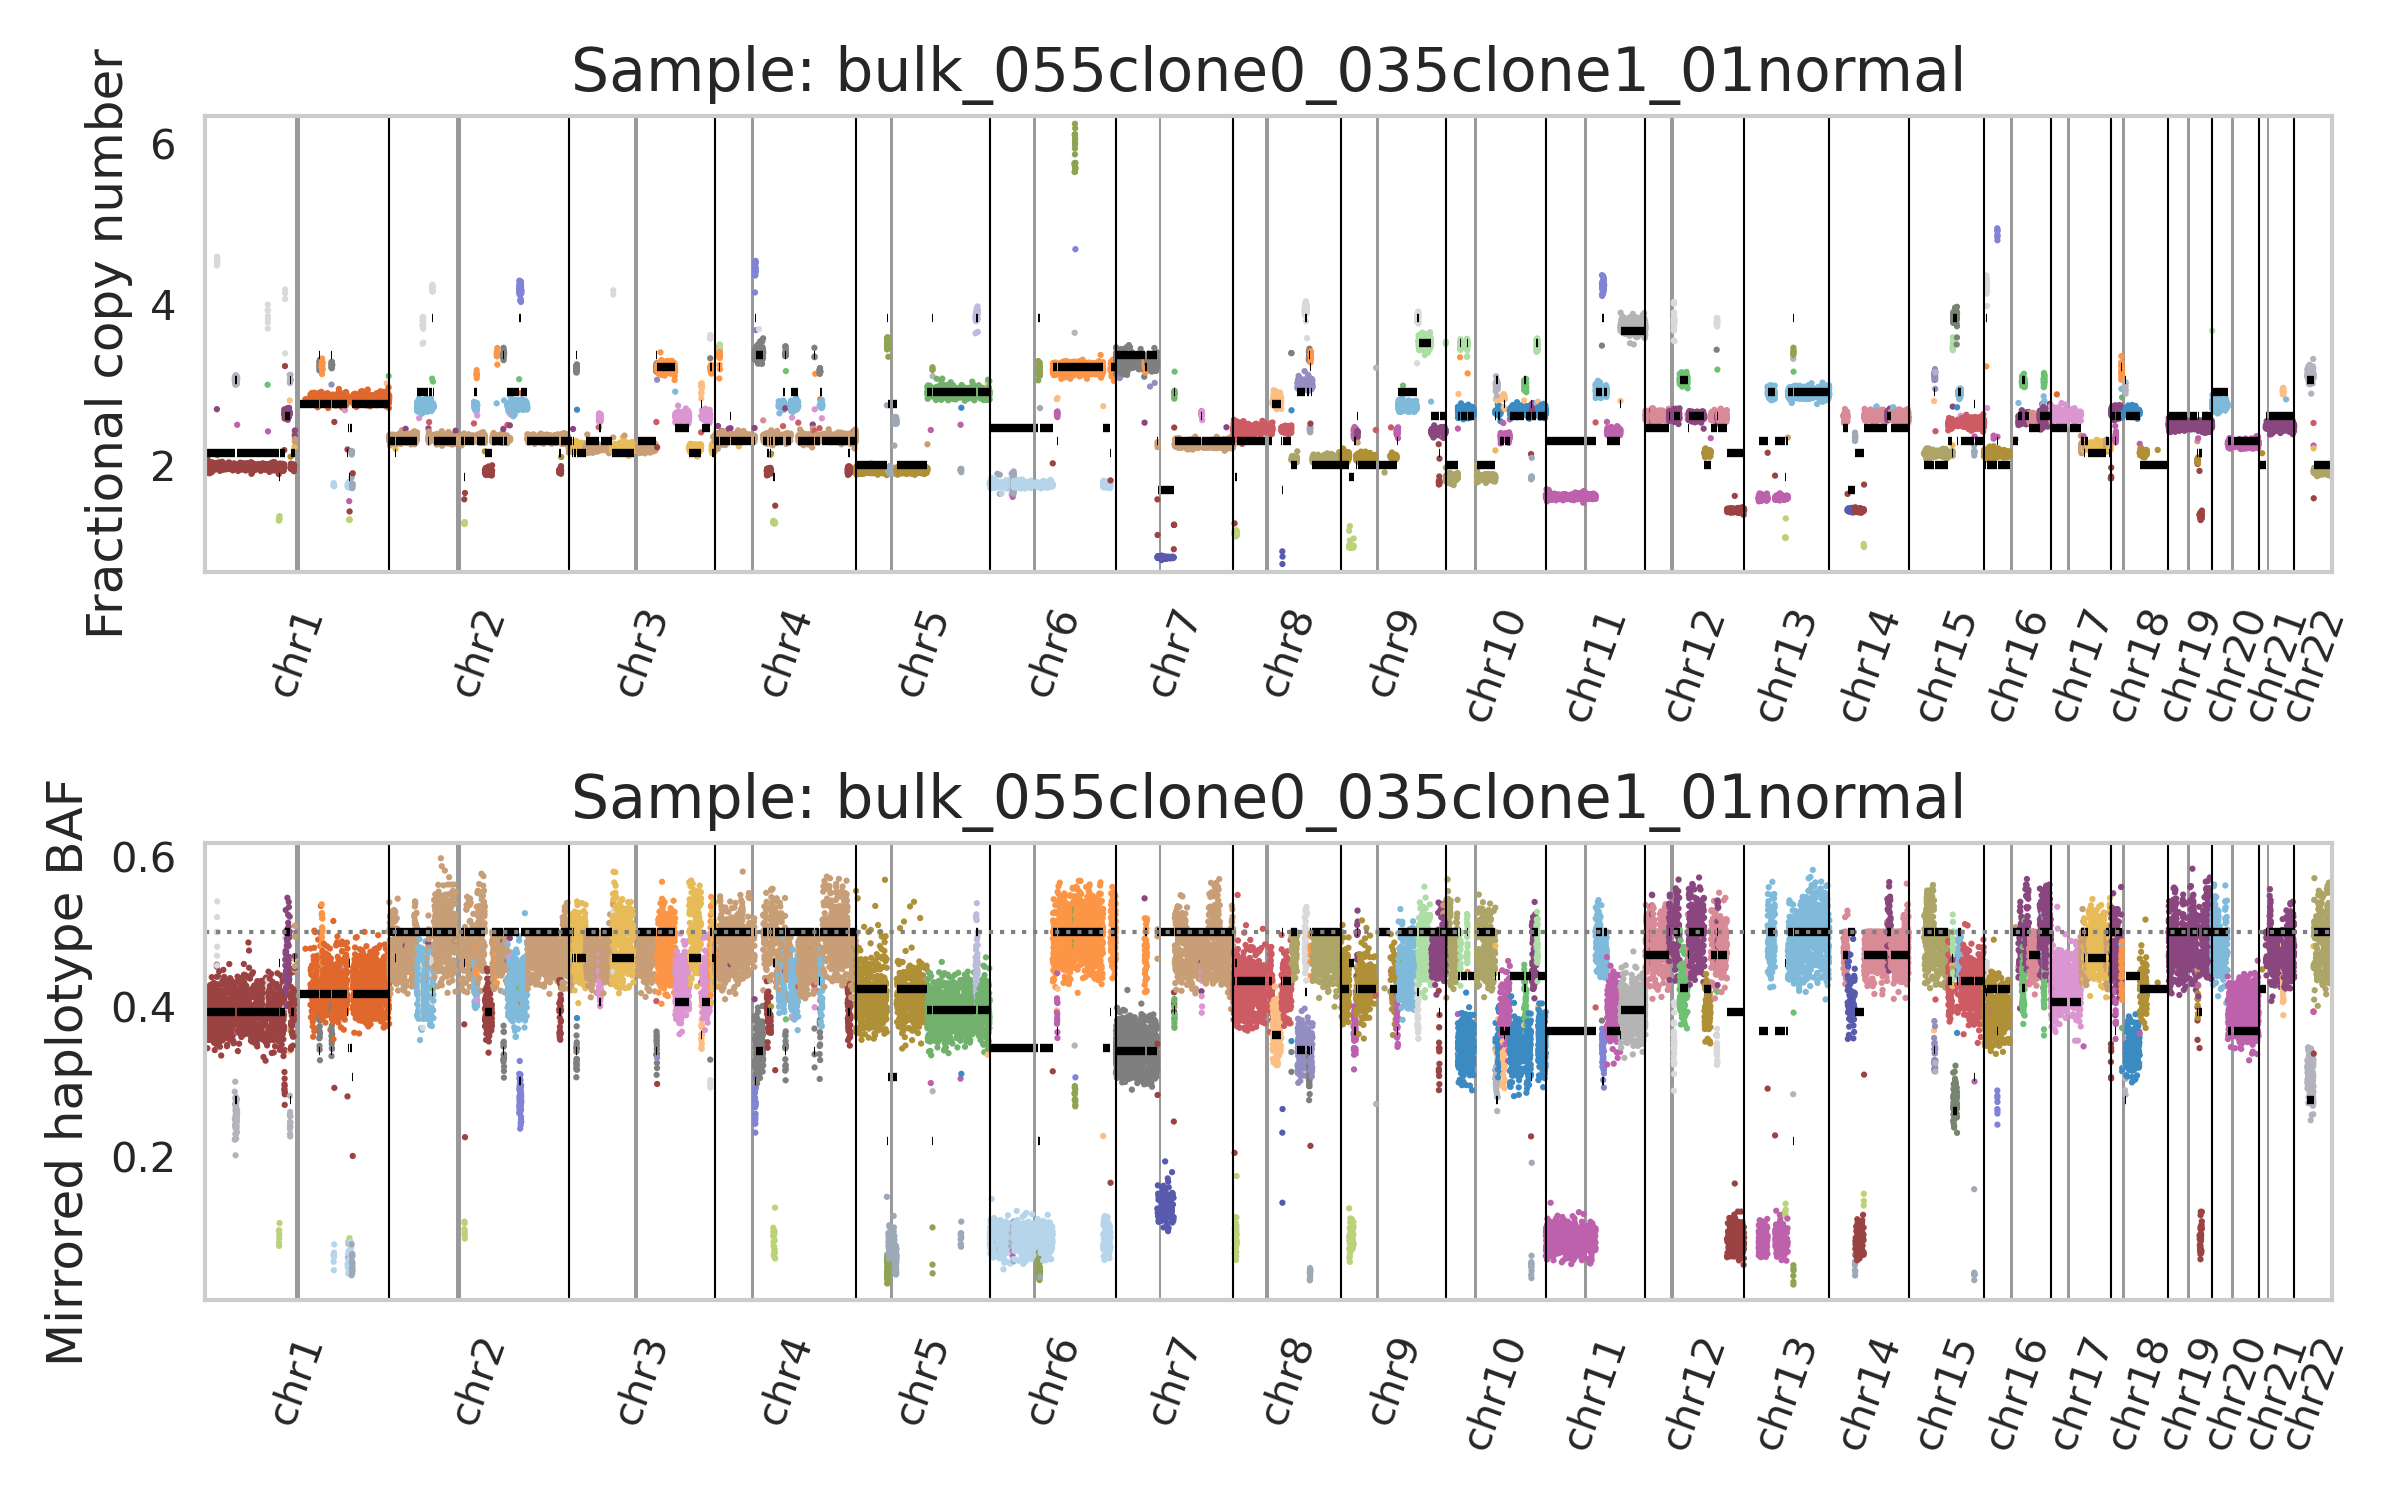 Sample: bulk_055clone0_035clone1_01normal
Fractional copy number
6
4
2
chr1
chr2
chr3
chr4
chr5
chr6
chr7
chr8
chr9
chr10
chr11
chr12
chr13
chr14
chr15
chr16
chr17
chr18
chr19
chr20
chr21
chr22
Sample: bulk_055clone0_035clone1_01normal
Mirrored haplotype BAF
0.6
0.4
0.2
chr1
chr2
chr3
chr4
chr5
chr6
chr7
chr8
chr9
chr10
chr11
chr12
chr13
chr14
chr15
chr16
chr17
chr18
chr19
chr20
chr21
chr22